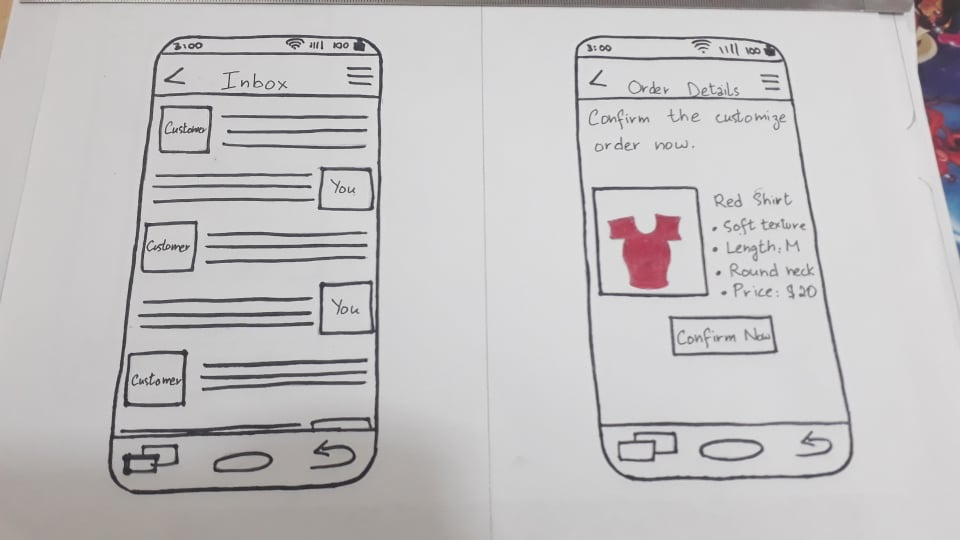 3:00 100
Inbox
Customer
You
Customer
You
Customer
3:00 100
Order Details
Confirm the customize
order now.
Red Shirt
• Soft texture
• Length: M
• Round neck
• Price: $20
Confirm Now